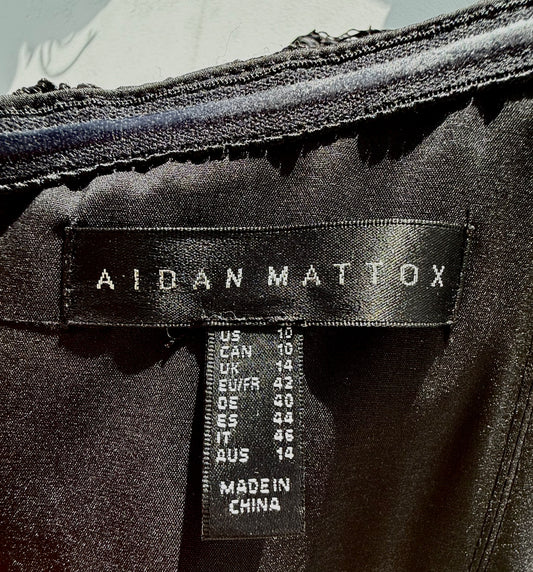 AIDAN MATTOX
US 10
CAN 10
UK 14
EU/FR 42
DE 40
ES 44
IT 46
AUS 14
MADE IN
CHINA